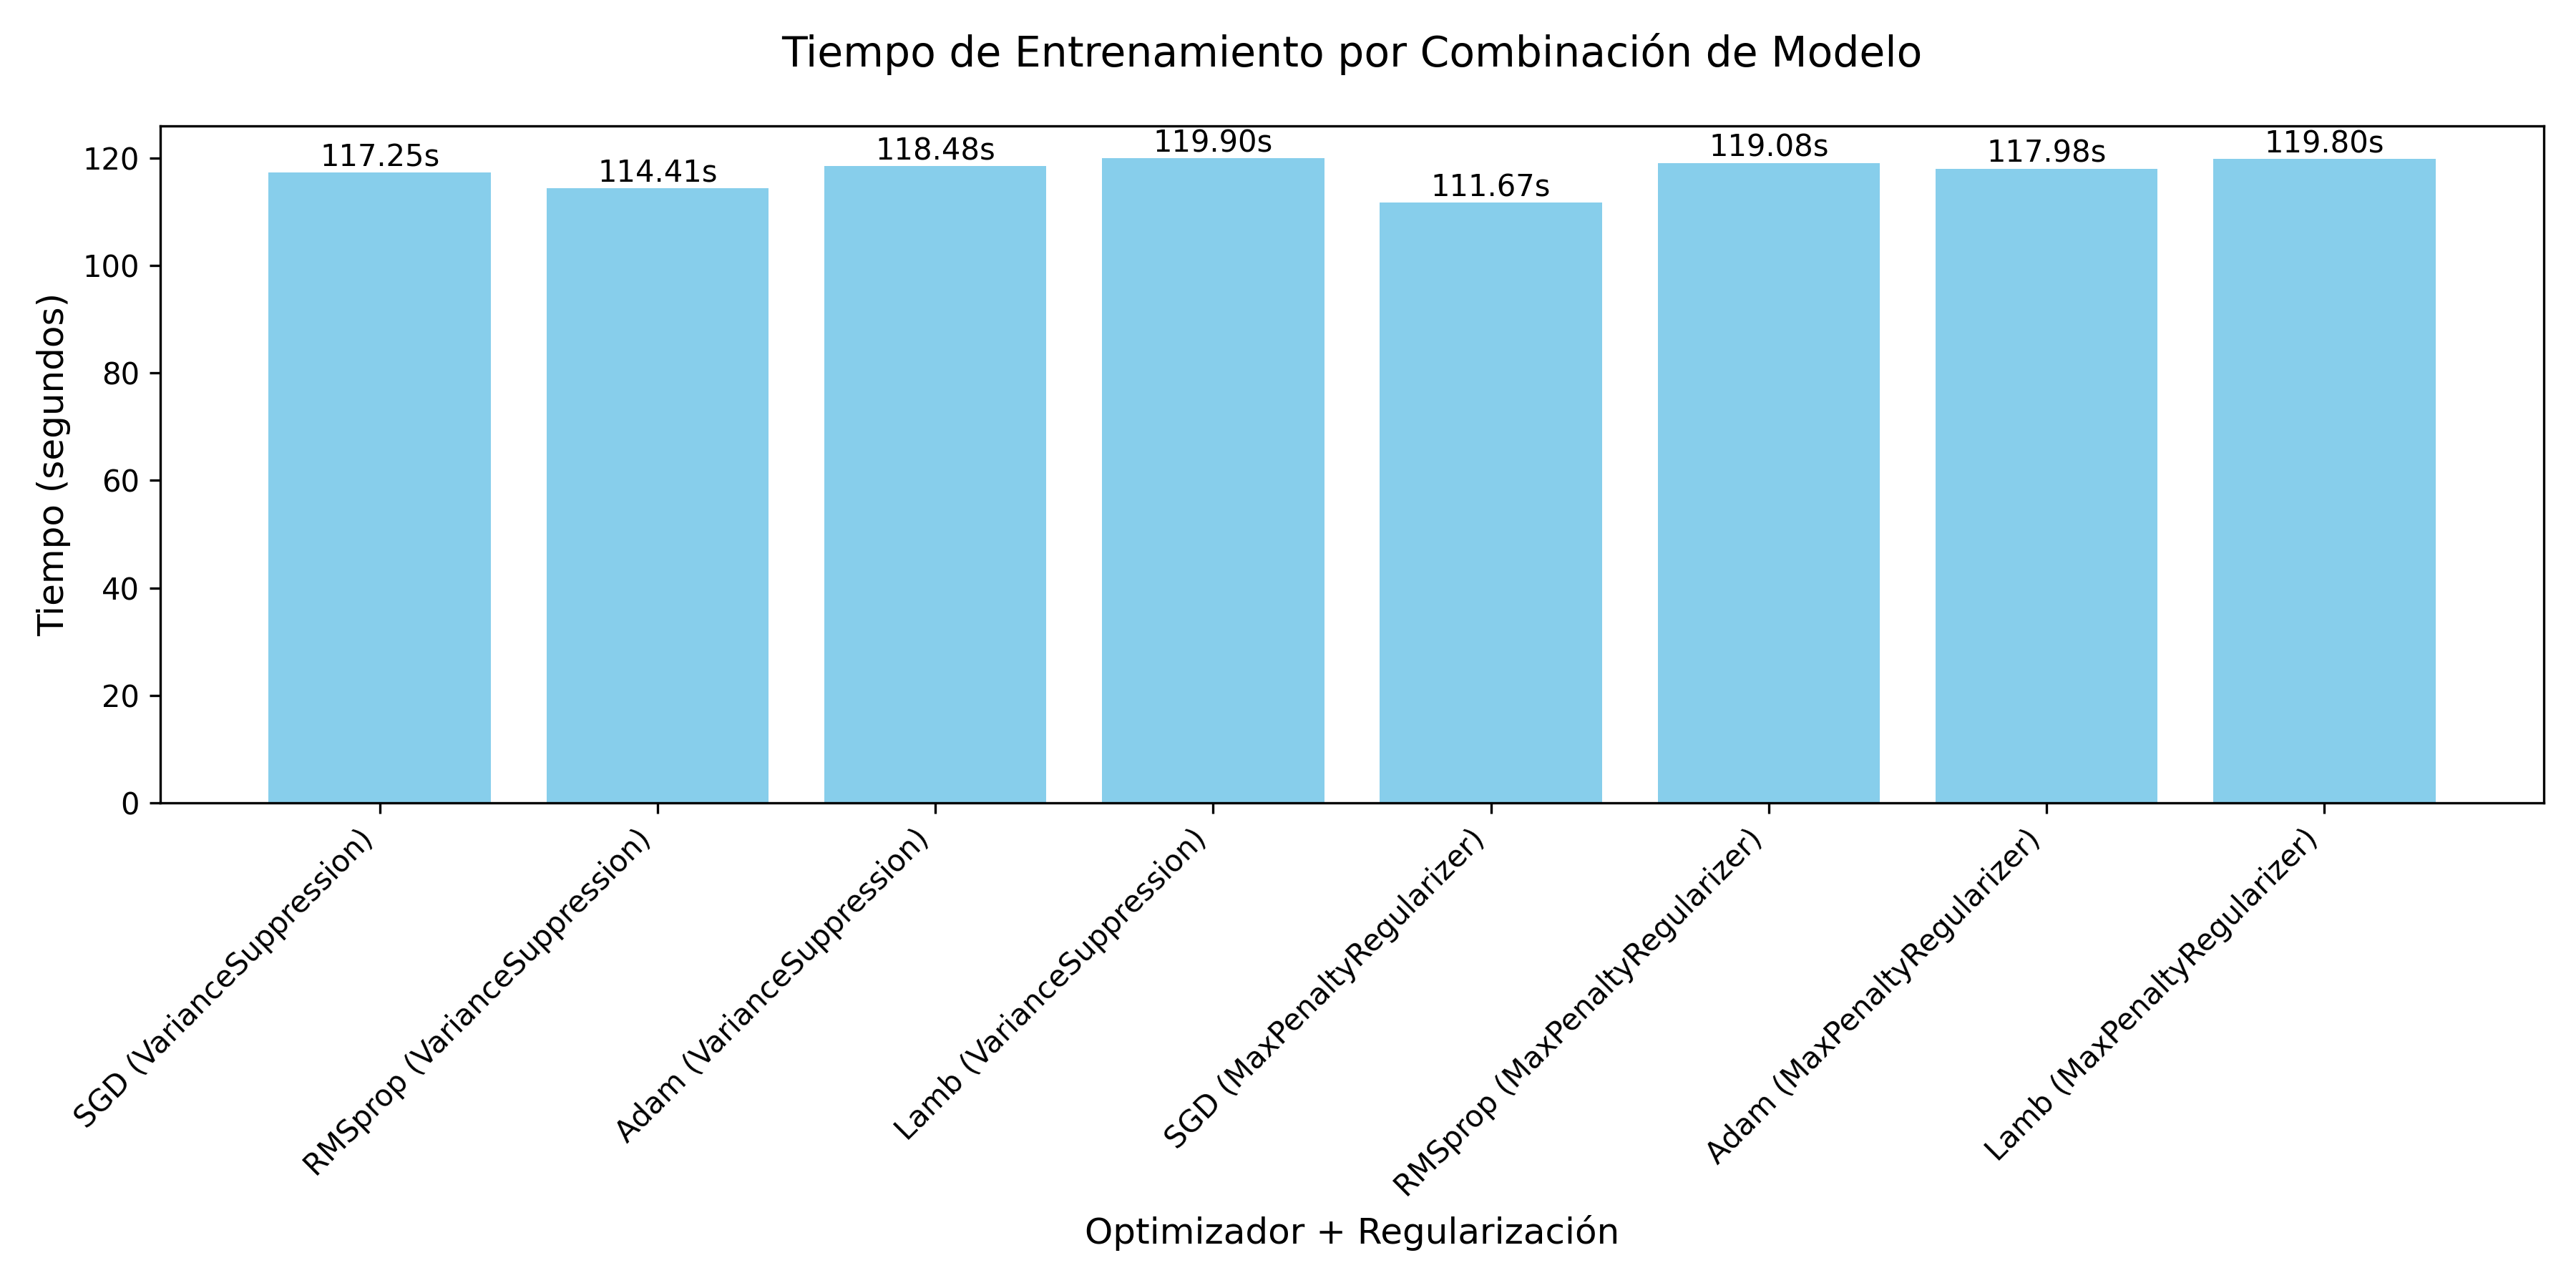 Tiempo de Entrenamiento por Combinación de Modelo
Tiempo (segundos)
120
100
80
60
40
20
0
117.25s
114.41s
118.48s
119.90s
111.67s
119.08s
117.98s
119.80s
SGD (VarianceSuppression)
RMSprop (VarianceSuppression)
Adam (VarianceSuppression)
Lamb (VarianceSuppression)
SGD (MaxPenaltyRegularizer)
RMSprop (MaxPenaltyRegularizer)
Adam (MaxPenaltyRegularizer)
Lamb (MaxPenaltyRegularizer)
Optimizador + Regularización